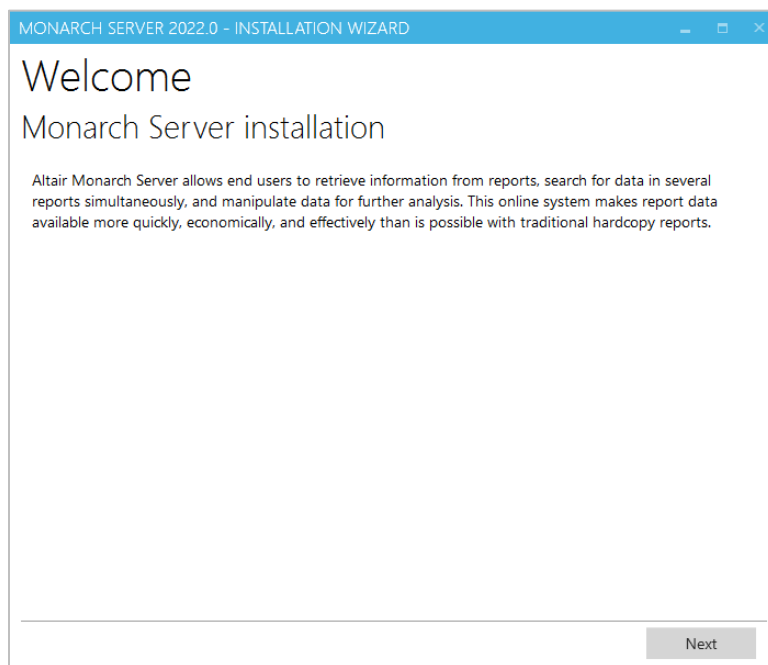 MONARCH SERVER 2022.0 - INSTALLATION WIZARD
Welcome
Monarch Server installation
Altair Monarch Server allows end users to retrieve information from reports, search for data in several
reports simultaneously, and manipulate data for further analysis. This online system makes report data
available more quickly, economically, and effectively than is possible with traditional hardcopy reports.
Next